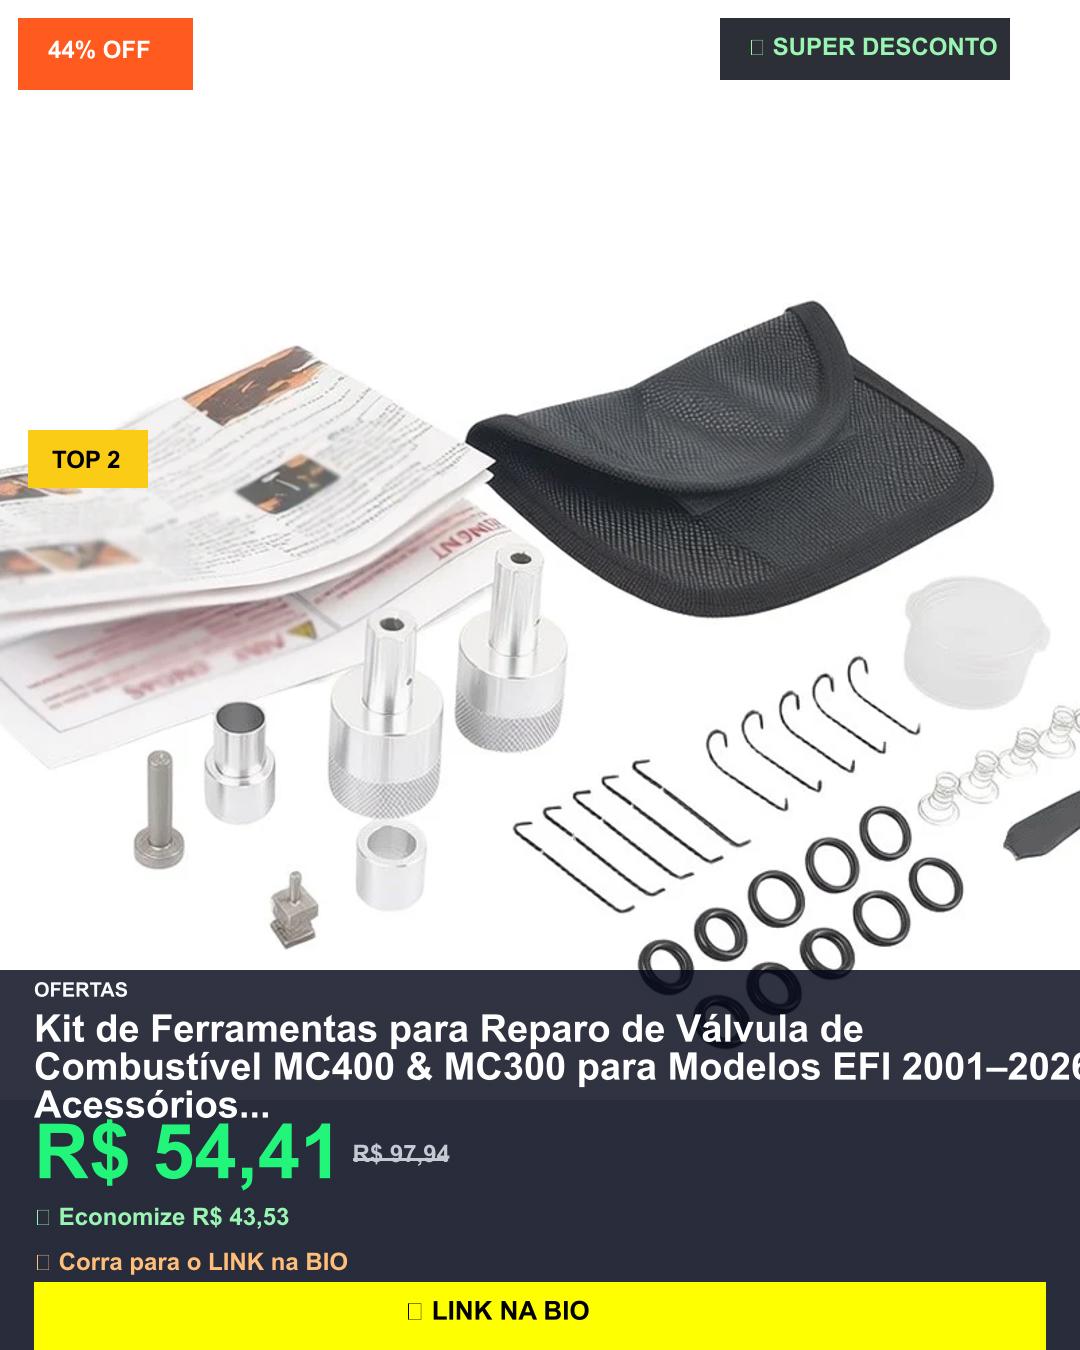 44% OFF
SUPER DESCONTO
TOP 2
OFERTAS
Kit de Ferramentas para Reparo de Válvula de
Combustível MC400 & MC300 para Modelos EFI 2001–2026
Acessórios...
R$ 54,41 R$ 97,94
Economize R$ 43,53
Corra para o LINK na BIO
LINK NA BIO